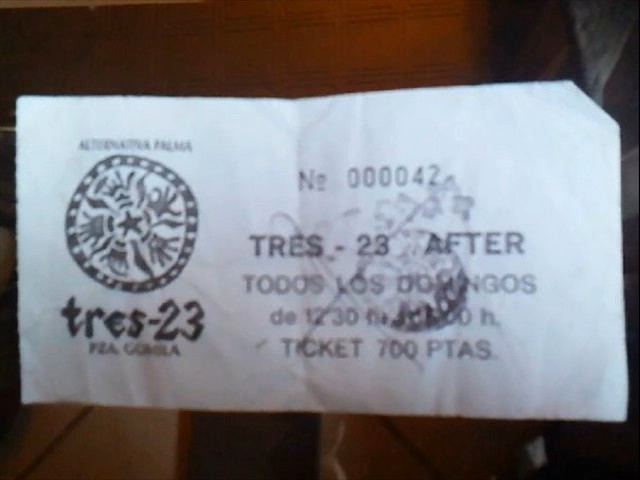 ALTERNATIVA PALMA
tres-23
PZA. GOMILA
Nº 000042
TRES - 23 AFTER
TODOS LOS DOMINGOS
de 12'30 h. h.
TICKET 700 PTAS.